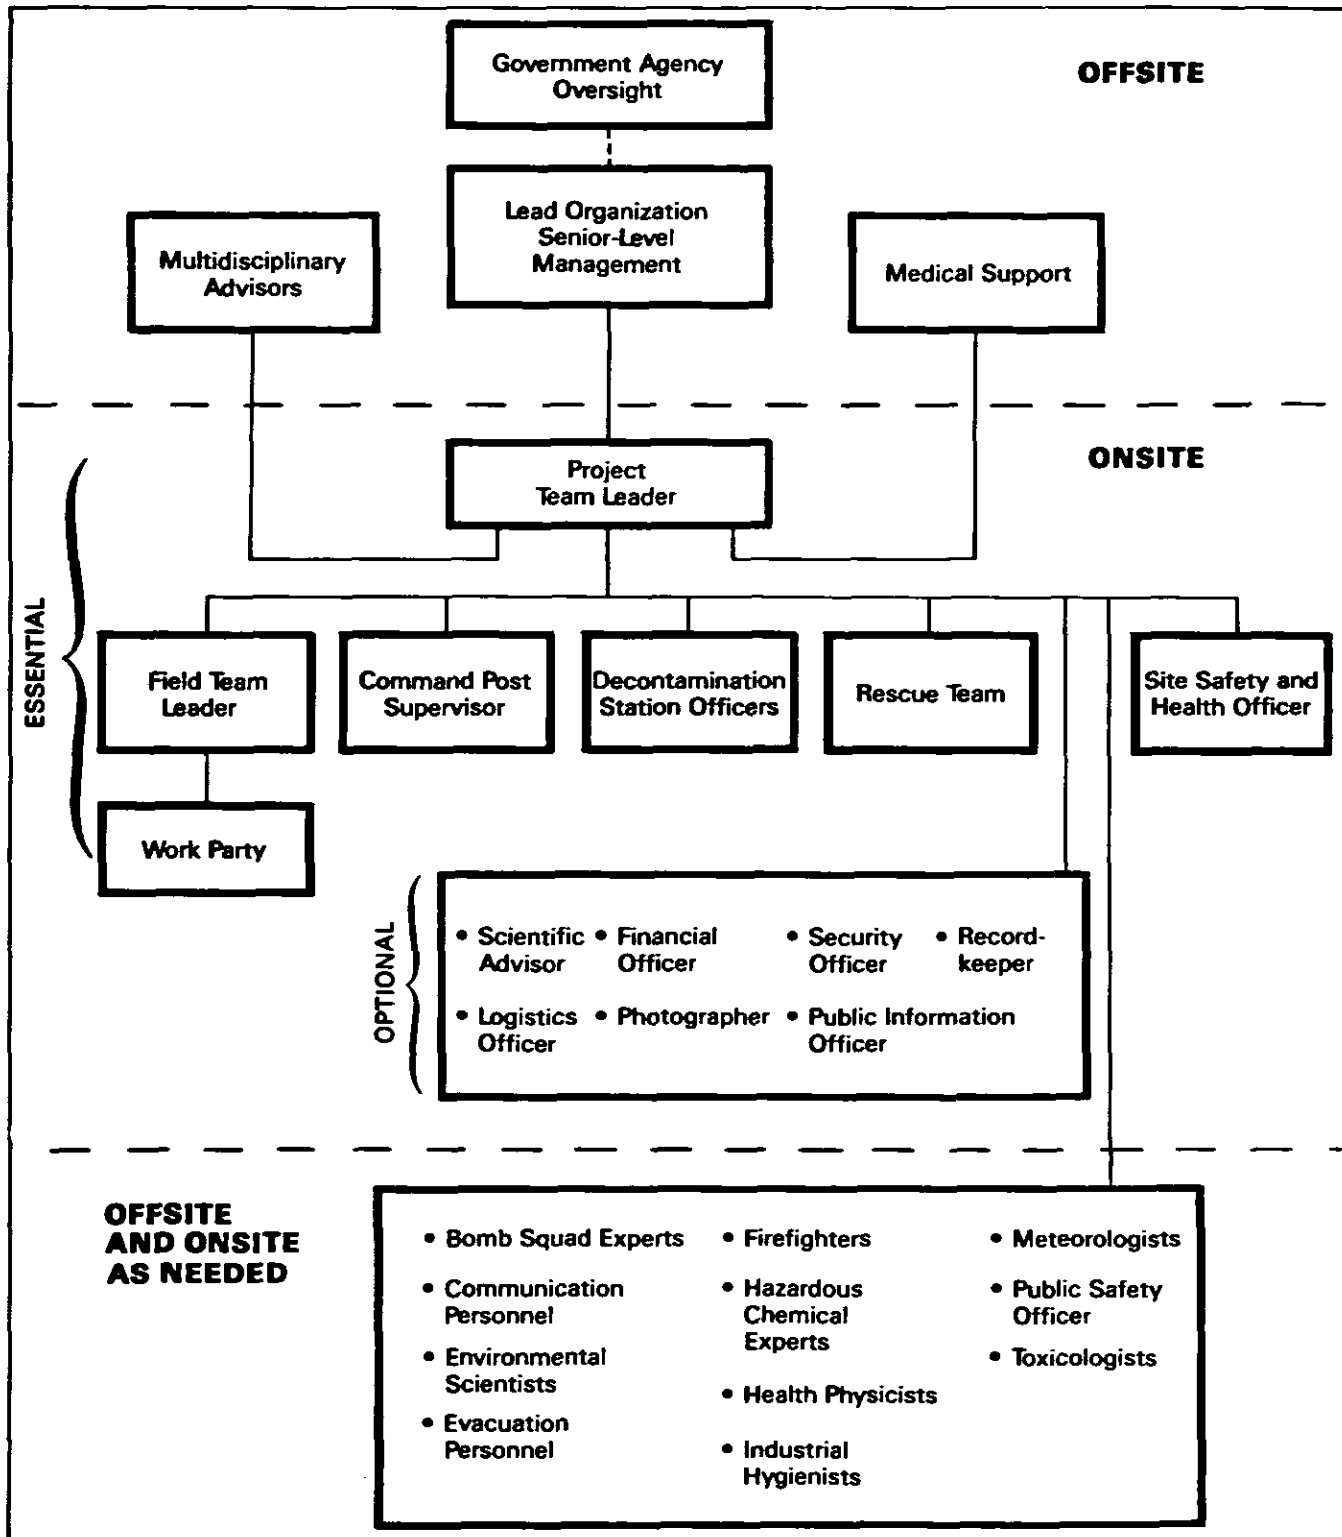 Government Agency
Oversight
OFFSITE
Lead Organization
Senior-Level
Management
Multidisciplinary
Advisors
Medical Support
ONSITE
Project
Team Leader
ESSENTIAL
Field Team
Leader
Command Post
Supervisor
Decontamination
Station Officers
Rescue Team
Site Safety and
Health Officer
Work Party
OPTIONAL
• Scientific
Advisor
• Financial
Officer
• Security
Officer
• Record-
keeper
• Logistics
Officer
• Photographer
• Public Information
Officer
OFFSITE
AND ONSITE
AS NEEDED
• Bomb Squad Experts
• Communication
Personnel
• Environmental
Scientists
• Evacuation
Personnel
• Firefighters
• Hazardous
Chemical
Experts
• Health Physicists
• Industrial
Hygienists
• Meteorologists
• Public Safety
Officer
• Toxicologists